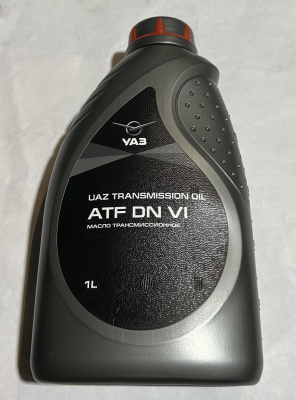 УАЗ
UAZ TRANSMISSION OIL
ATF DN VI
МАСЛО ТРАНСМИССИОННОЕ
1L